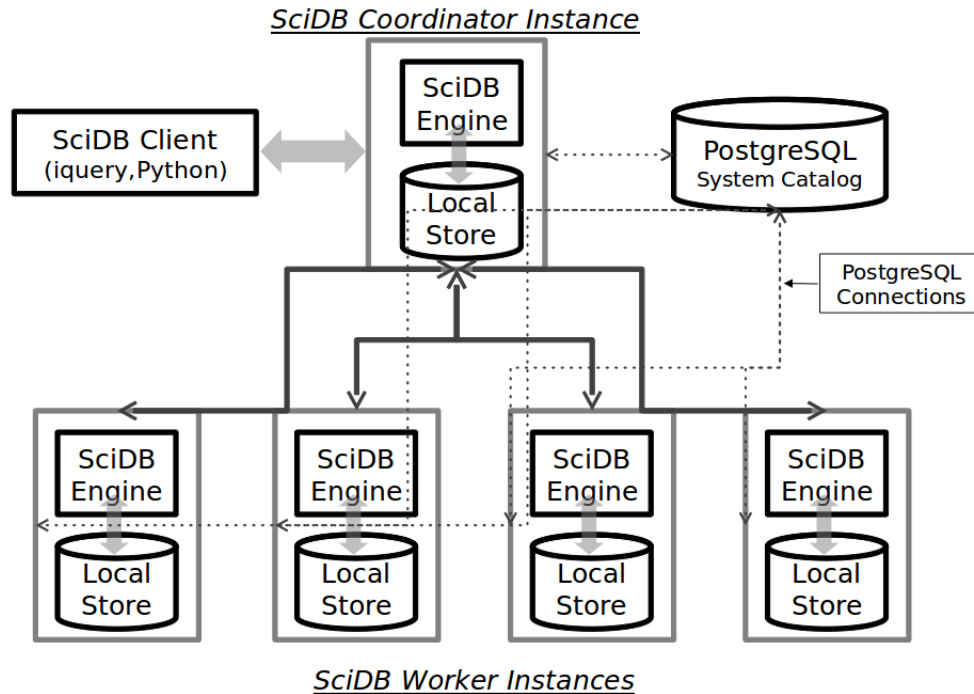 SciDB Coordinator Instance
SciDB
Engine
Local
Store
SciDB Client
(iquery,Python)
PostgreSQL
System Catalog
PostgreSQL
Connections
SciDB
Engine
Local
Store
SciDB
Engine
Local
Store
SciDB
Engine
Local
Store
SciDB
Engine
Local
Store
SciDB Worker Instances